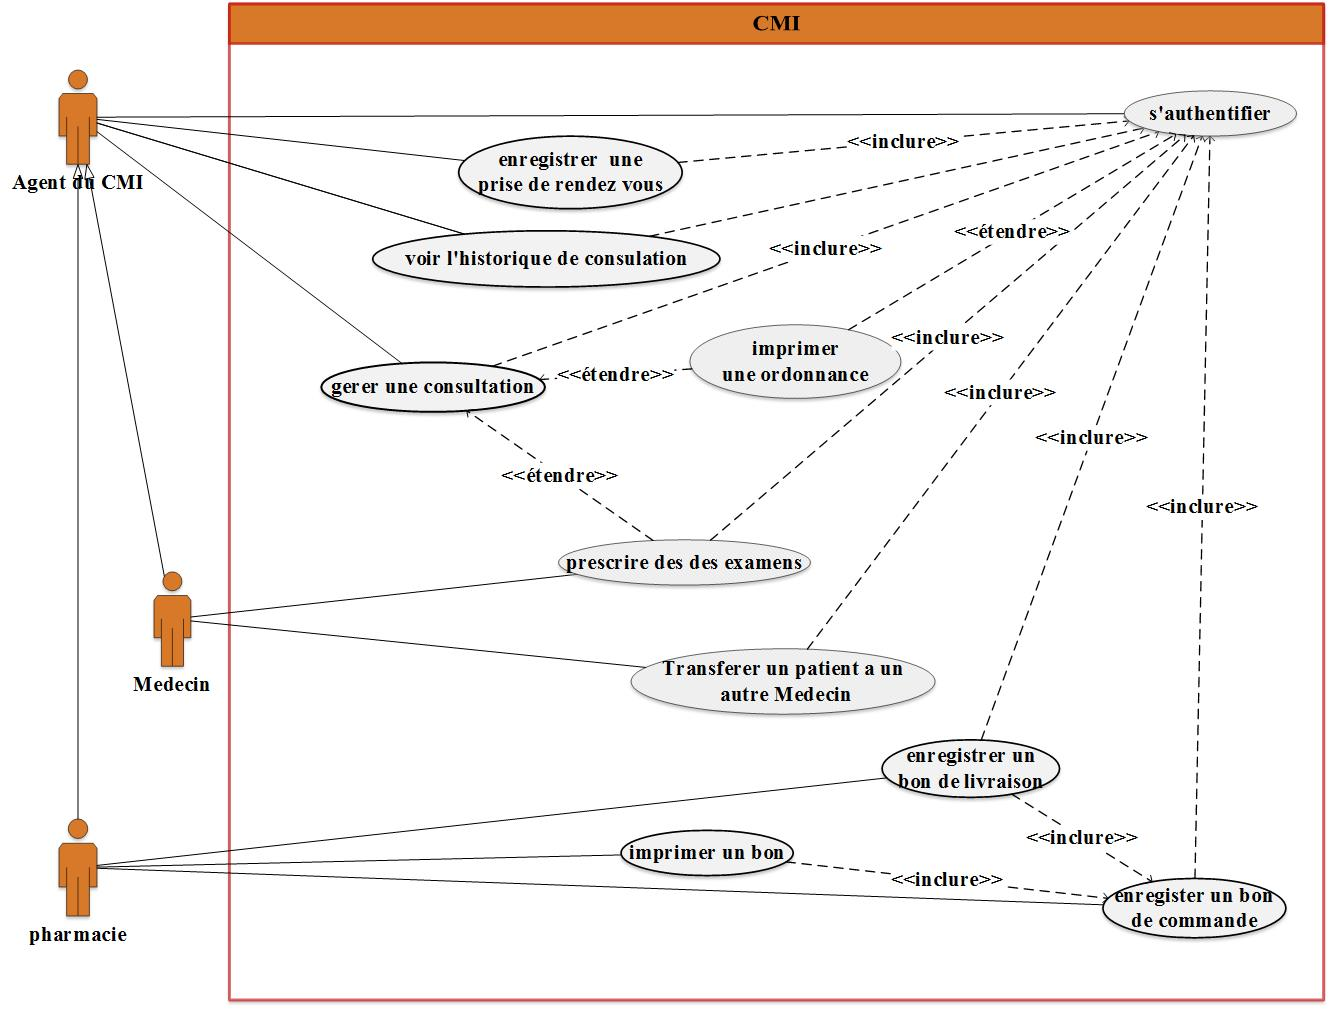 CMI
s'authentifier
<<inclure>>
enregistrer une
prise de rendez vous
Agent du CMI
<<étendre>>
<<inclure>>
voir l'historique de consulation
<<inclure>>
imprimer
une ordonnance
<<étendre>>
gerer une consultation
<<inclure>>
<<inclure>>
<<étendre>>
<<inclure>>
prescrire des des examens
Transferer un patient a un
autre Medecin
Medecin
enregistrer un
bon de livraison
<<inclure>>
imprimer un bon
<<inclure>>
enregister un bon
de commande
pharmacie